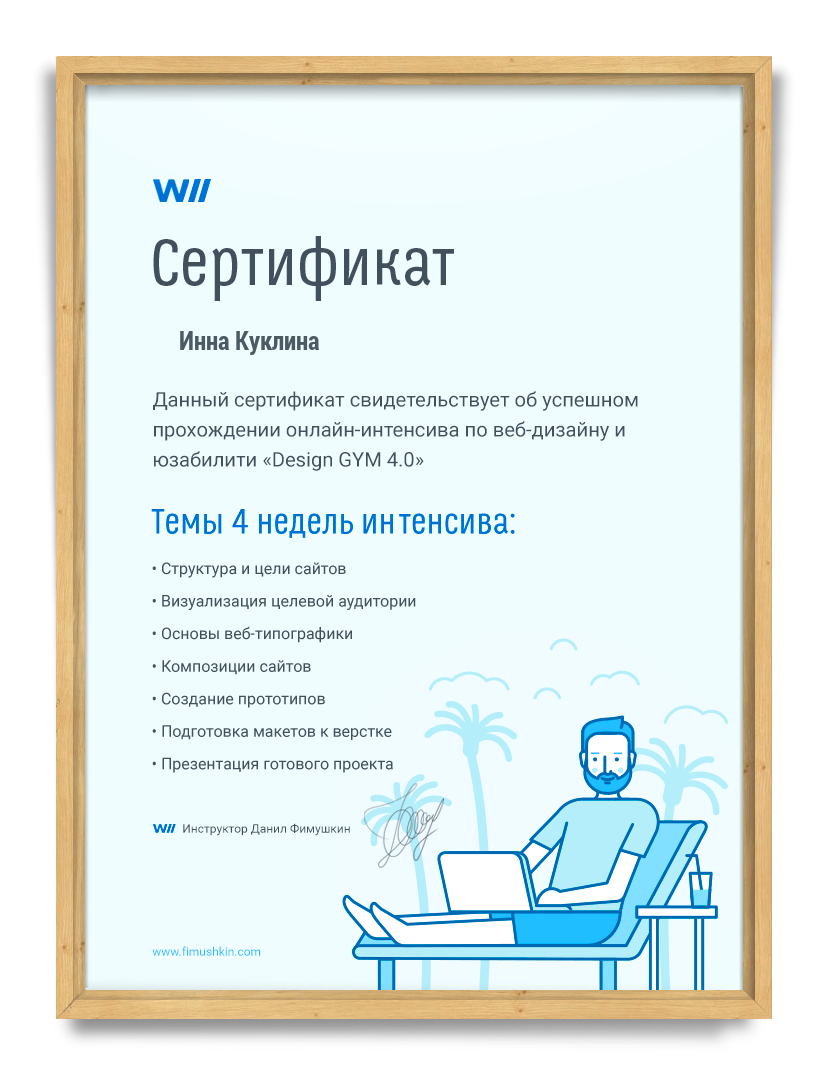 WII
Сертификат
Инна Куклина
Данный сертификат свидетельствует об успешном
прохождении онлайн-интенсива по веб-дизайну и
юзабилити «Design GYM 4.0»
Темы 4 недель интенсива:
• Структура и цели сайтов
• Визуализация целевой аудитории
• Основы веб-типографики
• Композиции сайтов
• Создание прототипов
• Подготовка макетов к верстке
• Презентация готового проекта
WII Инструктор Данил Фимушкин
www.fimushkin.com